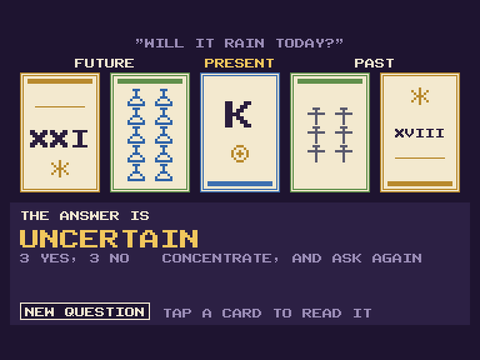 "WILL IT RAIN TODAY?"
FUTURE PRESENT PAST
XXI K XVIII
THE ANSWER IS
UNCERTAIN
3 YES, 3 NO CONCENTRATE, AND ASK AGAIN
NEW QUESTION TAP A CARD TO READ IT